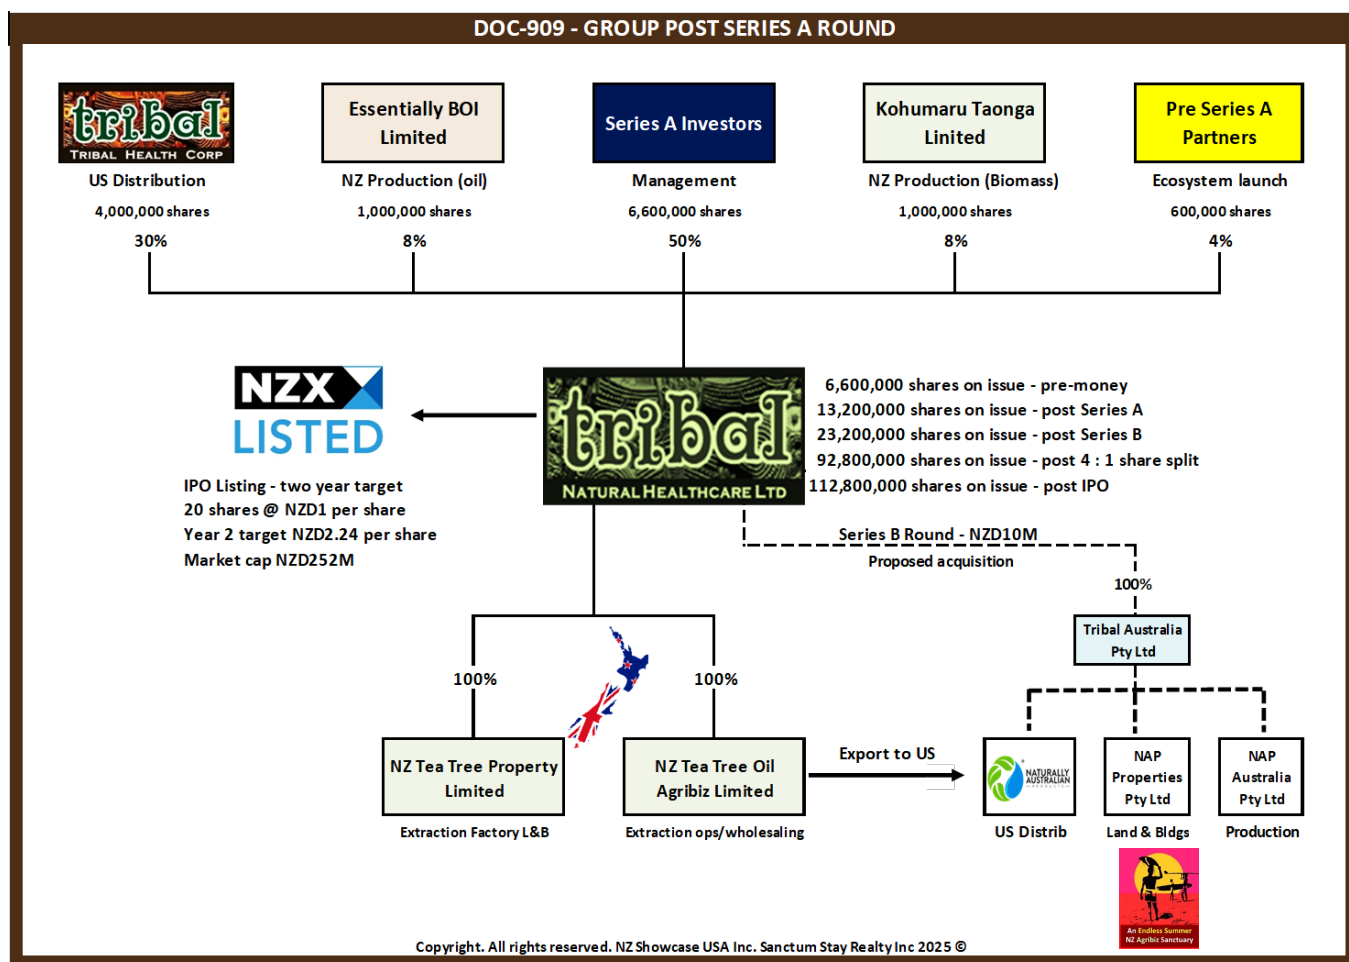 DOC-909 - GROUP POST SERIES A ROUND
tribal
TRIBAL HEALTH CORP
US Distribution
4,000,000 shares
30%
Essentially BOI
Limited
NZ Production (oil)
1,000,000 shares
8%
Series A Investors
Management
6,600,000 shares
50%
Kohumaru Taonga
Linited
NZ Production (Biomass)
1,000,000 shares
8%
Pre Series A
Partners
Ecosystem launch
600,000 shares
4%
NZX
LISTED
IPO Listing - two year target
20 shares @ NZD1 per share
Year 2 target NZD2.24 per share
Market cap NZD252M
tribal
NATURAL HEALTHCARE LTD
6,600,000 shares on issue - pre-money
13,200,000 shares on issue - post Series A
23,200,000 shares on issue - post Series B
92,800,000 shares on issue - post 4 : 1 share split
112,800,000 shares on issue - post IPO
Series B Round - NZD10M
Proposed acquisition
100%
Tribal Australia
Pty Ltd
100%
100%
NZ Tea Tree Property
Limited
Extraction Factory L&B
NZ Tea Tree Oil
Agribiz Limited
Extraction ops/wholesaling
Export to US
NATURALLY
AUSTRALIAN
PRODUCTS
US Distrib
NAP
Properties
Pty Ltd
Land & Bldgs
NAP
Australia
Pty Ltd
Production
An Endless Summer
NZ Agribiz Sanctuary
Copyright. All rights reserved. NZ Showcase USA Inc. Sanctum Stay Realty Inc 2025 ©